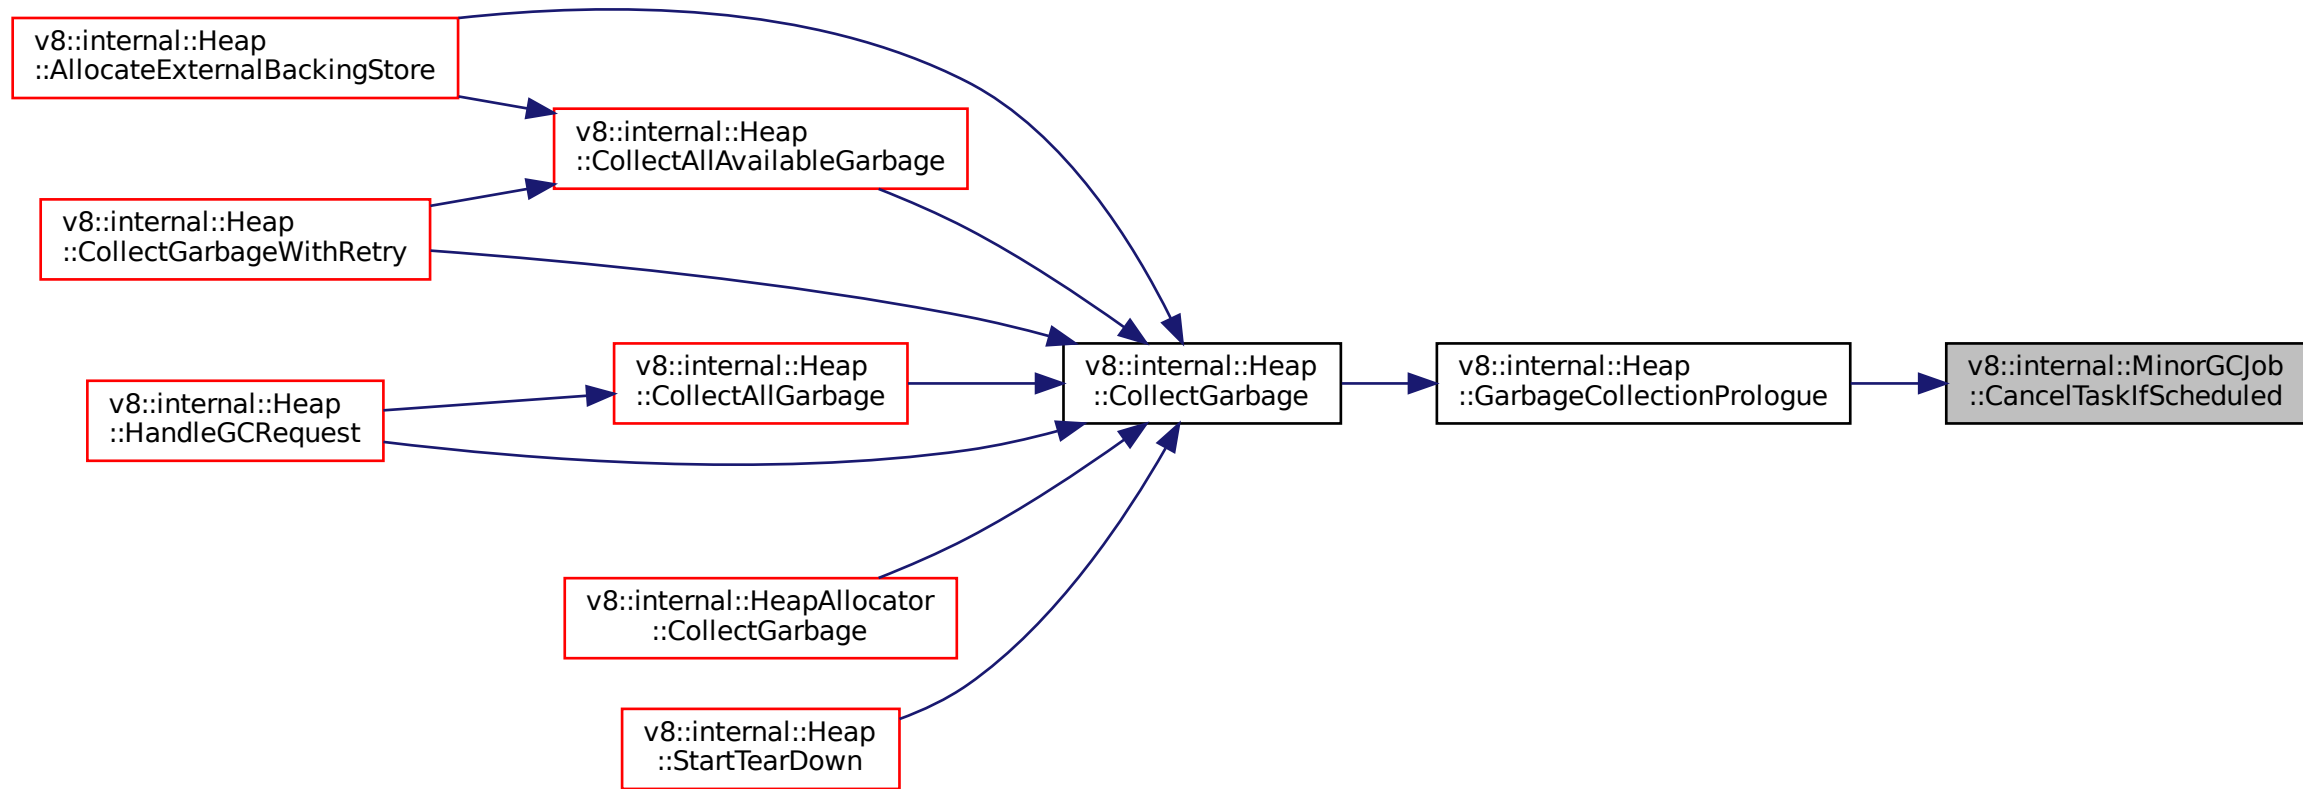 v8::internal::Heap
::AllocateExternalBackingStore
v8::internal::Heap
::CollectAllAvailableGarbage
v8::internal::Heap
::CollectGarbageWithRetry
v8::internal::Heap
::CollectAllGarbage
v8::internal::Heap
::HandleGCRequest
v8::internal::Heap
::CollectGarbage
v8::internal::Heap
::GarbageCollectionPrologue
v8::internal::MinorGCJob
::CancelTaskIfScheduled
v8::internal::HeapAllocator
::CollectGarbage
v8::internal::Heap
::StartTearDown